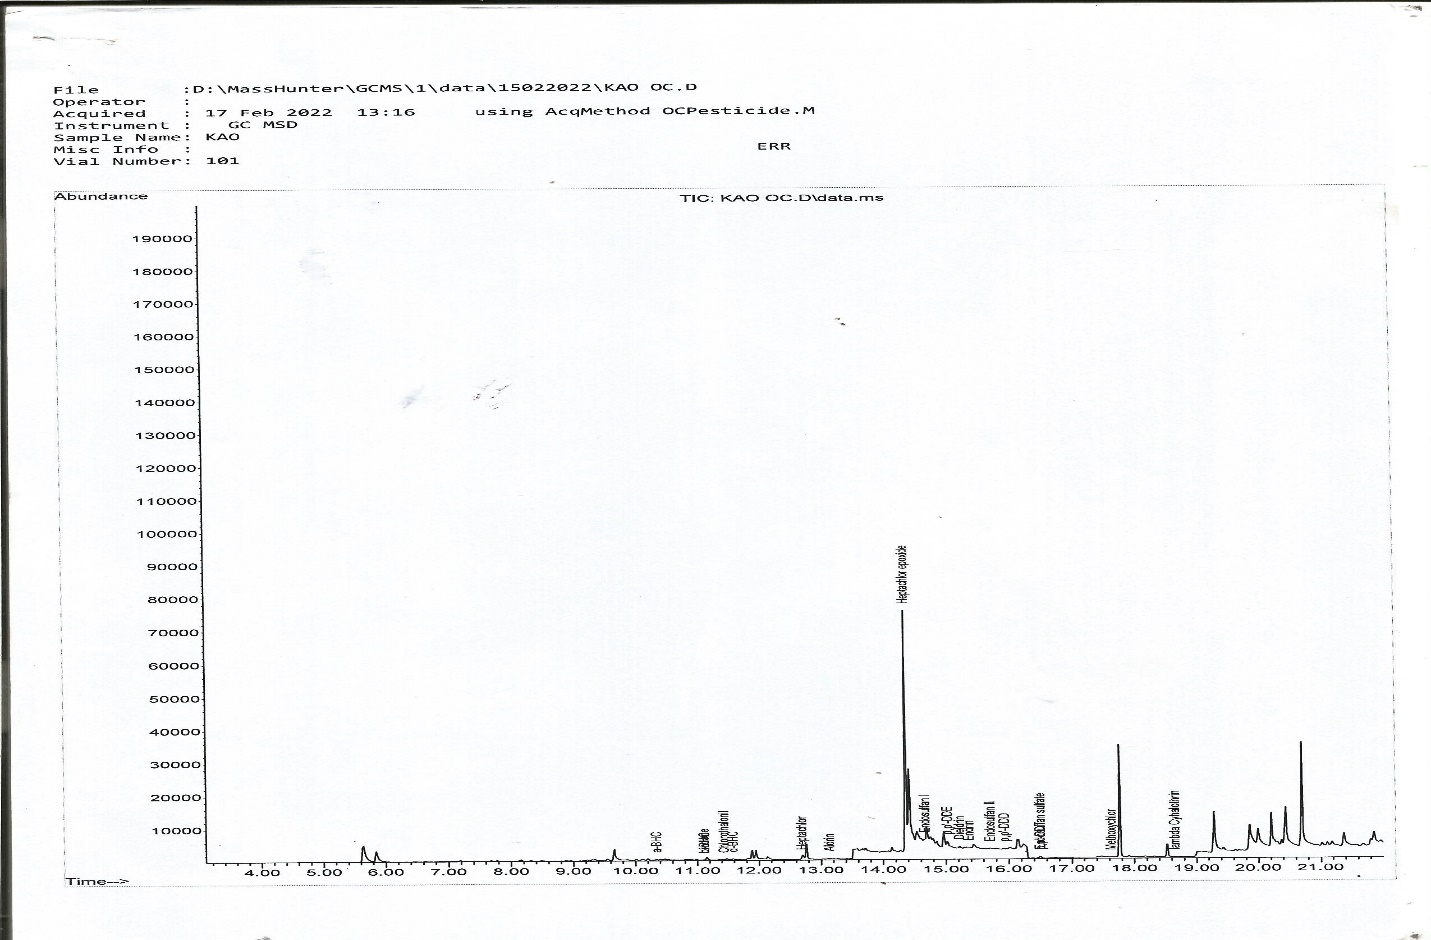 File :D:\MassHunter\GCMS\1\data\15022022\KAO OC.D
Operator :
Acquired : 17 Feb 2022 13:16 using AcqMethod OCPesticide.M
Instrument : GC MSD
Sample Name: KAO
Misc Info : ERR
Vial Number: 101
Abundance
TIC: KAO OC.D\data.ms
190000
180000
170000
160000
150000
140000
130000
120000
110000
100000
90000
80000
70000
60000
50000
40000
30000
20000
10000
a-BHC
Chlorothalonil
Heptachlor
Aldrin
Heptachlor epoxide
Endosulfan I
p,p'-DDE
Dieldrin
Endrin
Endosulfan II
p,p'-DDD
sulfate
Methoxychlor
lambda Cyhalothrin
4.00 5.00 6.00 7.00 8.00 9.00 10.00 11.00 12.00 13.00 14.00 15.00 16.00 17.00 18.00 19.00 20.00 21.00
Time-->